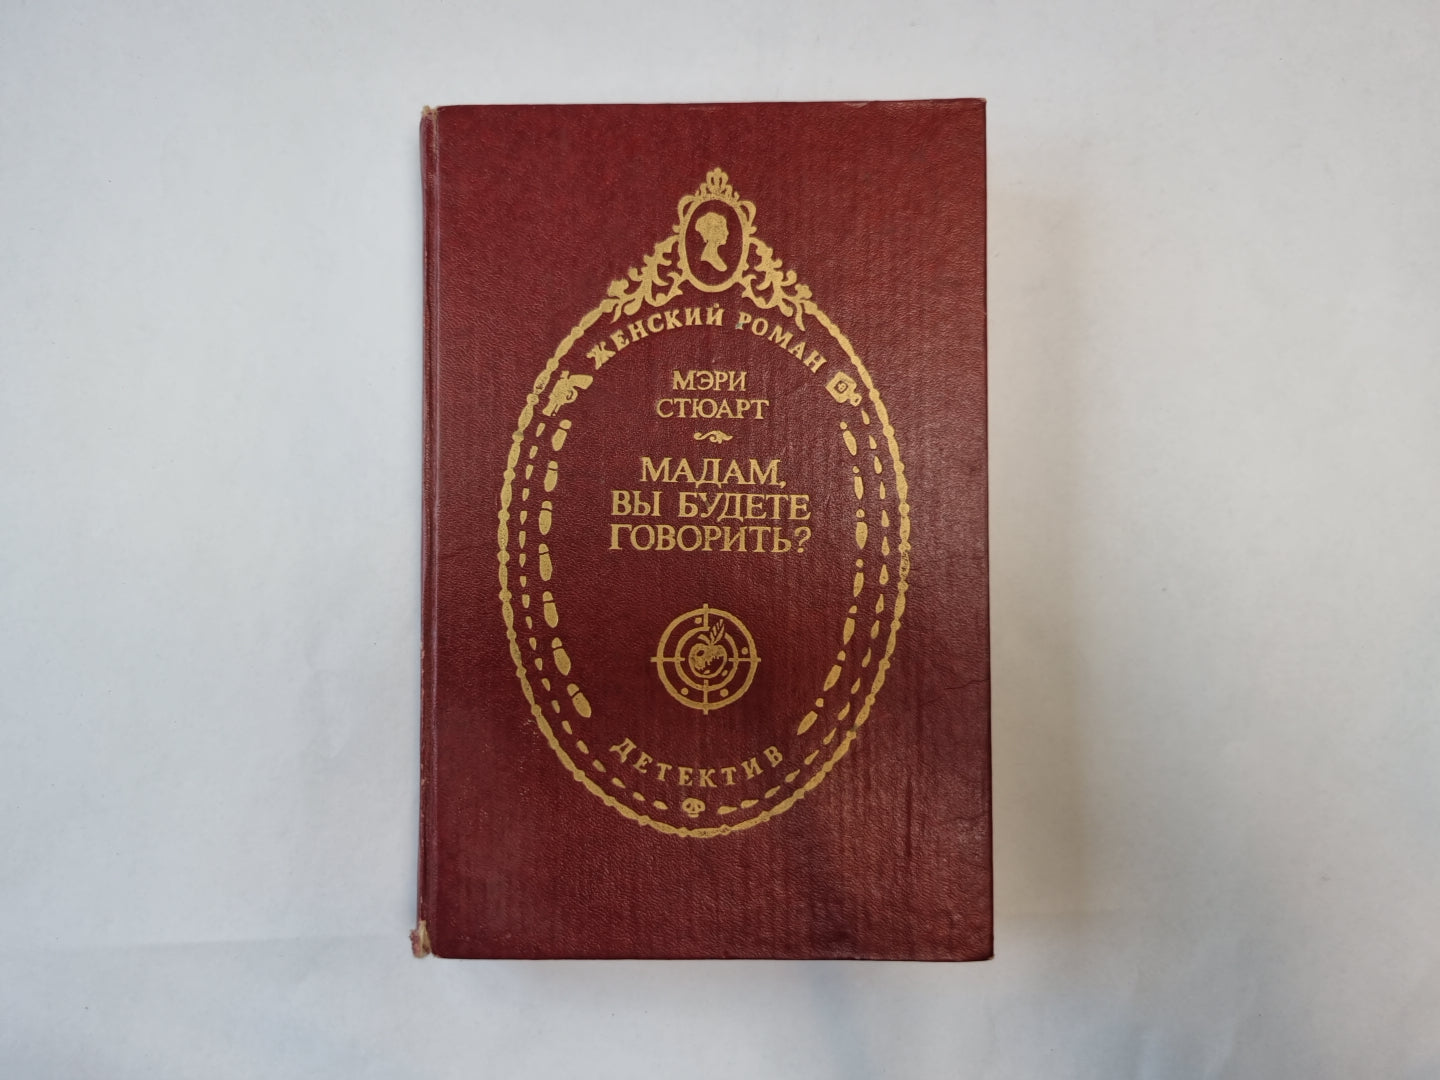 ЖЕНСКИЙ РОМАН
МЭРИ
СТЮАРТ
МАДАМ,
ВЫ БУДЕТЕ
ГОВОРИТЬ?
ДЕТЕКТИВ